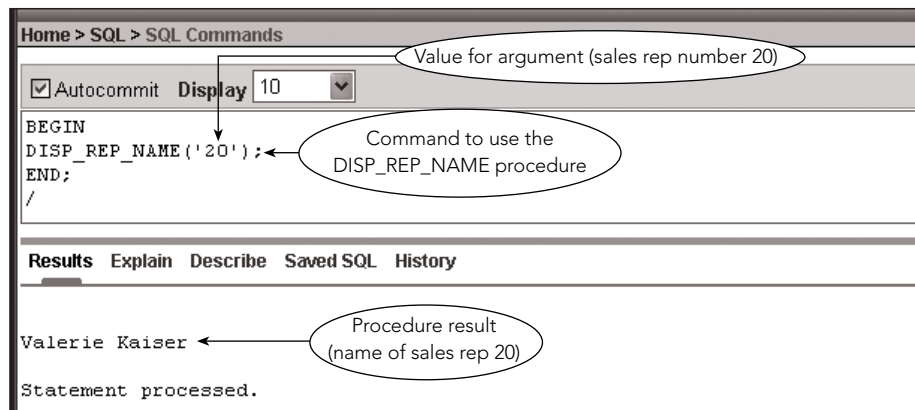 Home > SQL > SQL Commands
Value for argument (sales rep number 20)
Autocommit Display 10
BEGIN
DISP_REP_NAME('20');
END;
/
Command to use the
DISP_REP_NAME procedure
Results Explain Describe Saved SQL History
Valerie Kaiser
Procedure result
(name of sales rep 20)
Statement processed.